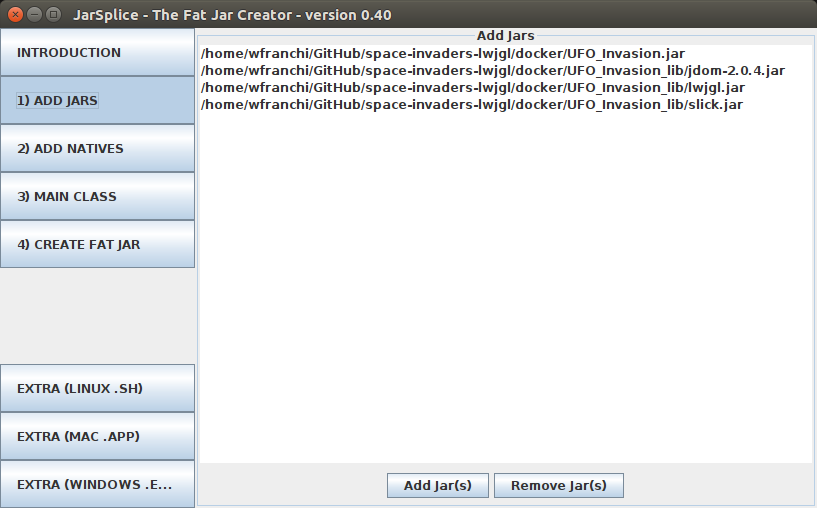 JarSplice - The Fat Jar Creator - version 0.40
INTRODUCTION
1) ADD JARS
2) ADD NATIVES
3) MAIN CLASS
4) CREATE FAT JAR
EXTRA (LINUX .SH)
EXTRA (MAC .APP)
EXTRA (WINDOWS .E...
Add Jars
/home/wfranchi/GitHub/space-invaders-lwjgl/docker/UFO_Invasion.jar
/home/wfranchi/GitHub/space-invaders-lwjgl/docker/UFO_Invasion_lib/jdom-2.0.4.jar
/home/wfranchi/GitHub/space-invaders-lwjgl/docker/UFO_Invasion_lib/lwjgl.jar
/home/wfranchi/GitHub/space-invaders-lwjgl/docker/UFO_Invasion_lib/slick.jar
Add Jar(s)
Remove Jar(s)